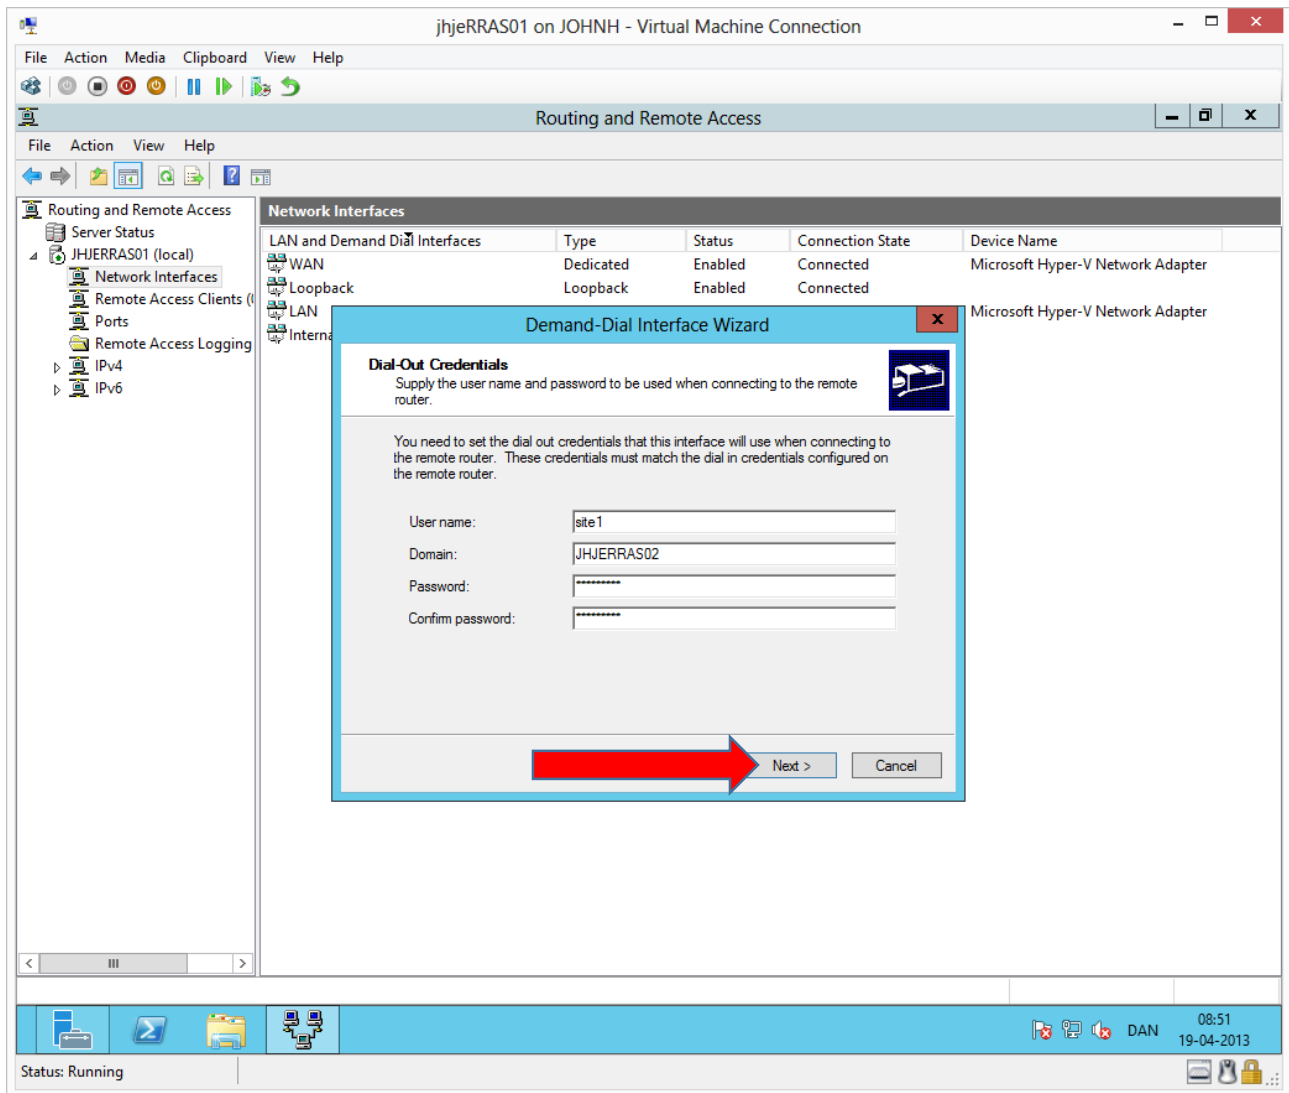 jhjeRRAS01 on JOHNH - Virtual Machine Connection
File Action Media Clipboard View Help
Routing and Remote Access
File Action View Help
Routing and Remote Access
Server Status
JHJERRAS01 (local)
Network Interfaces
Remote Access Clients (
Ports
Remote Access Logging
IPv4
IPv6
Network Interfaces
LAN and Demand Dial Interfaces Type Status Connection State Device Name
WAN Dedicated Enabled Connected Microsoft Hyper-V Network Adapter
Loopback Loopback Enabled Connected
LAN Microsoft Hyper-V Network Adapter
Interna
Demand-Dial Interface Wizard
Dial-Out Credentials
Supply the user name and password to be used when connecting to the remote
router.
You need to set the dial out credentials that this interface will use when connecting to
the remote router. These credentials must match the dial in credentials configured on
the remote router.
User name: site1
Domain: JHJERRAS02
Password: •••••••••
Confirm password: •••••••••
Next > Cancel
DAN
08:51
19-04-2013
Status: Running